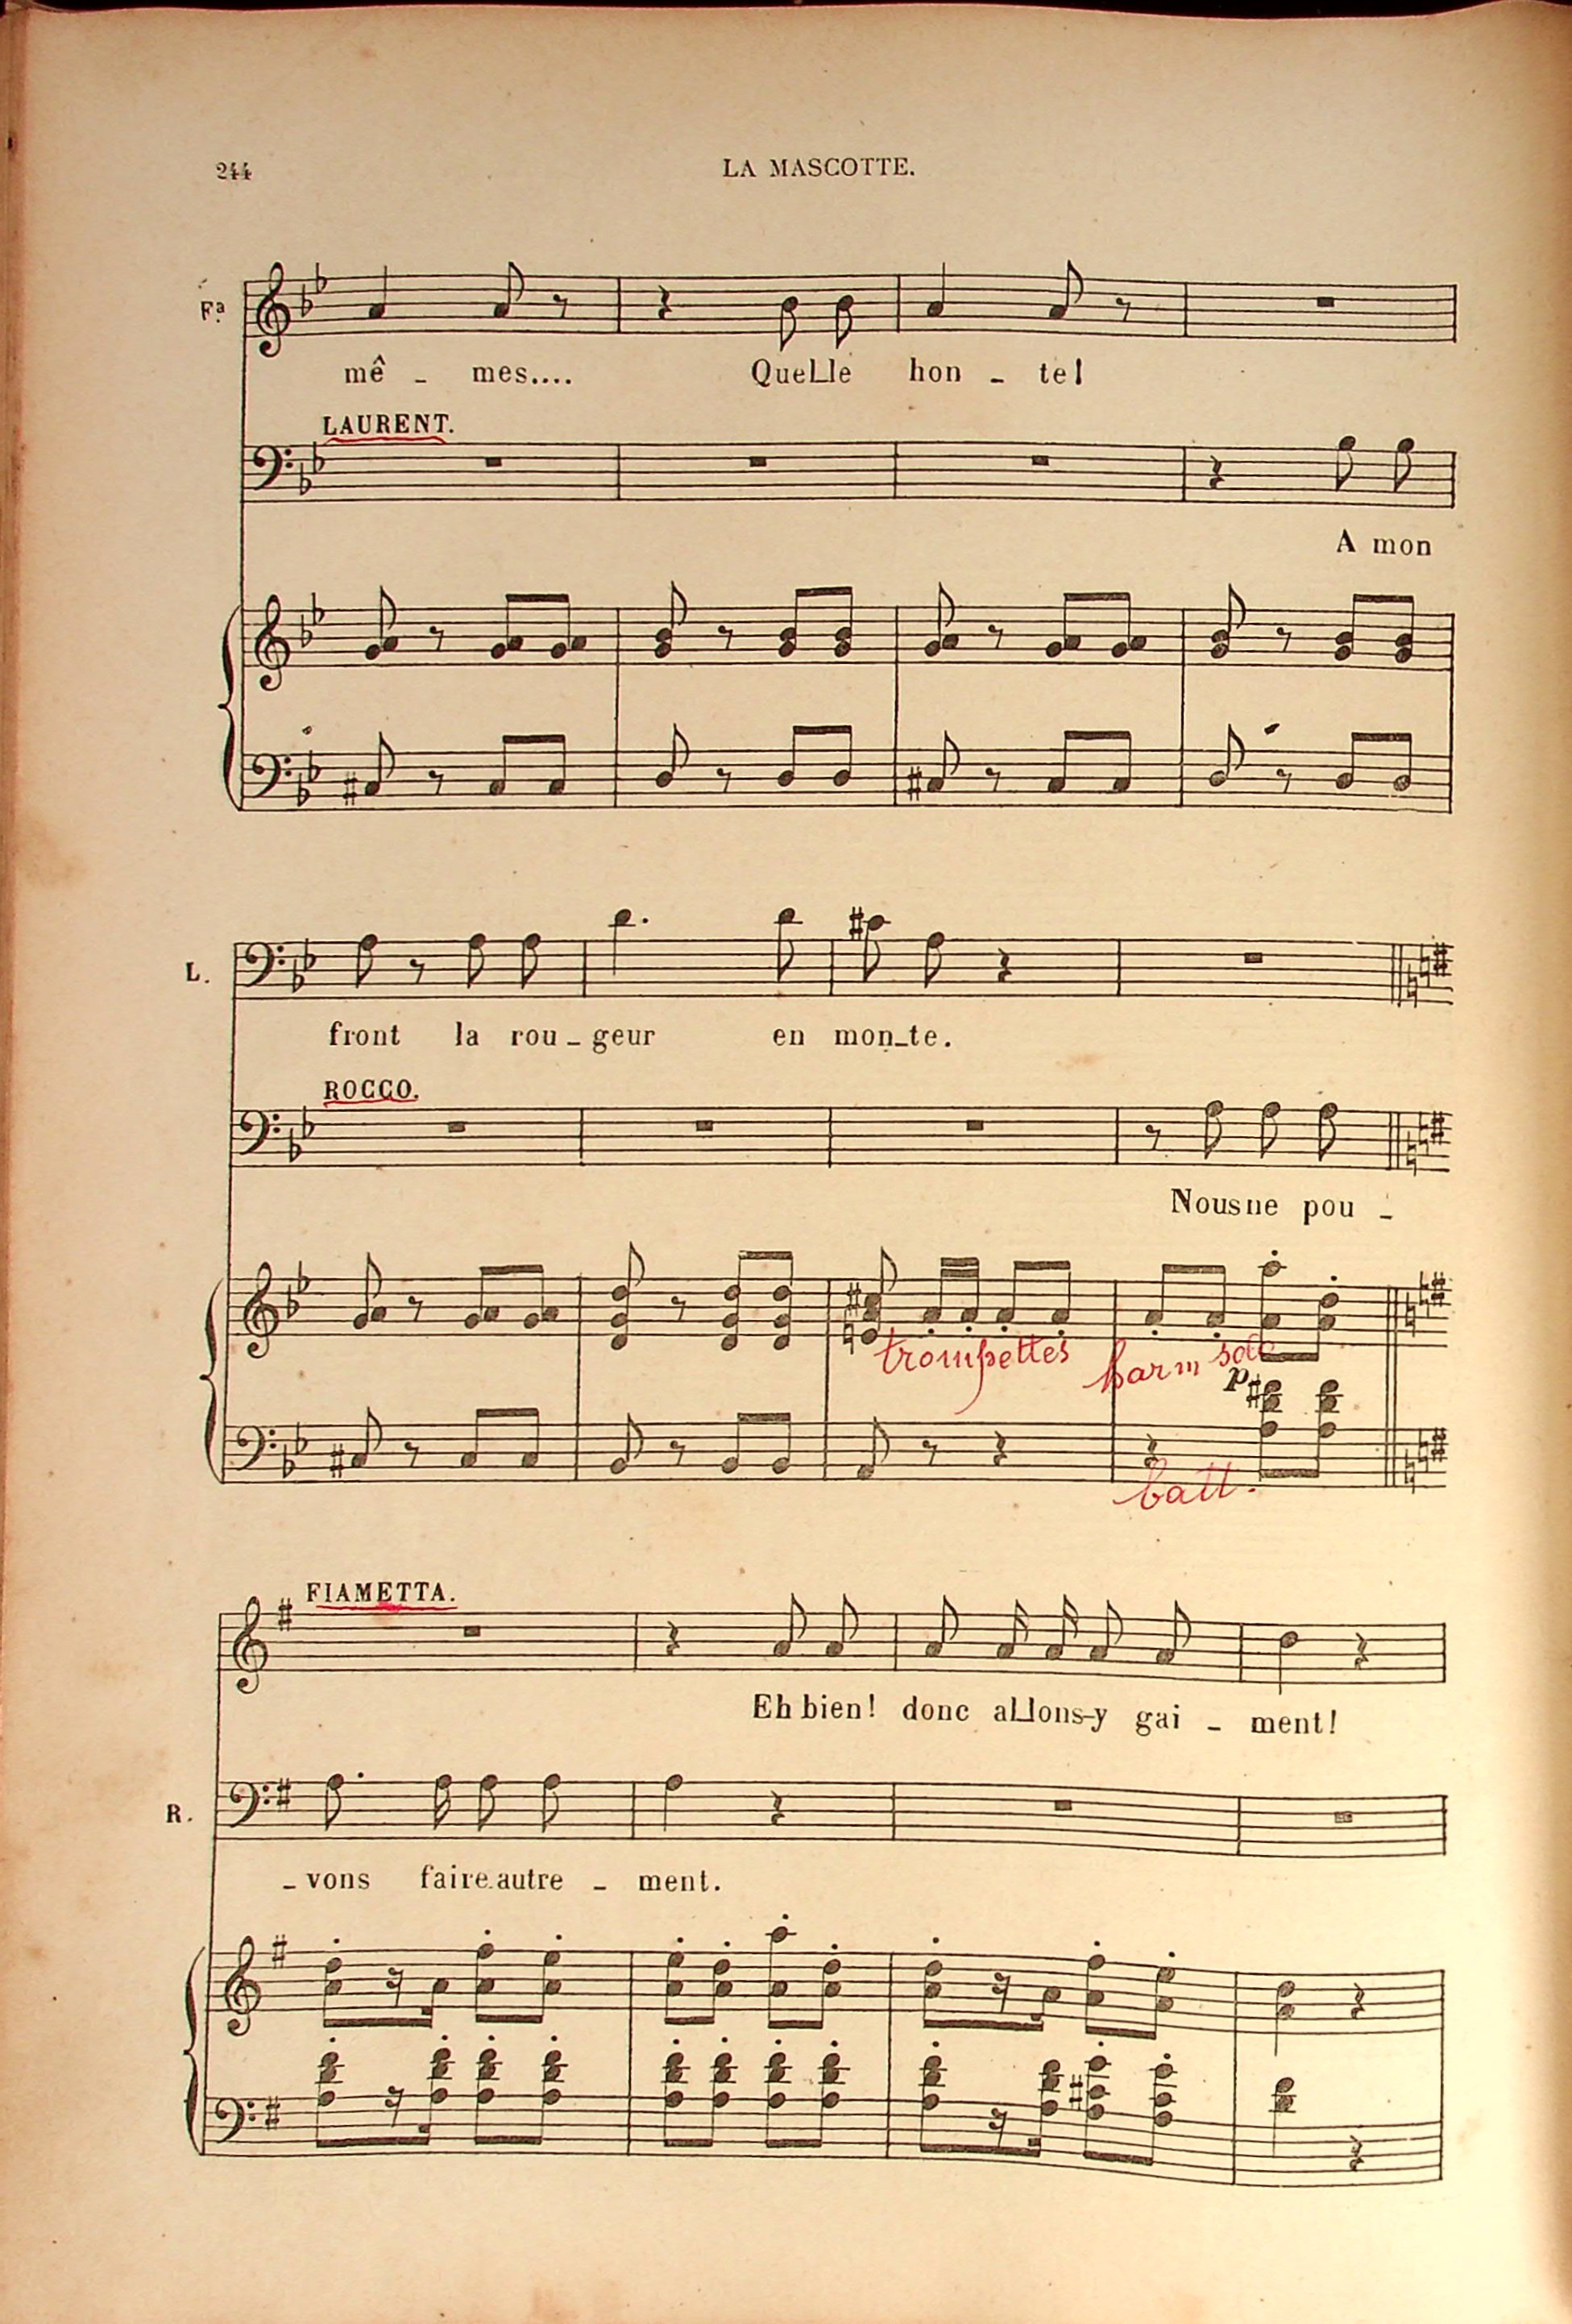 244
LA MASCOTTE.
Fª
mê - mes.... Quelle hon - te!
LAURENT.
A mon
L.
front la rou - geur en mon-te.
ROCCO.
Nous ne pou -
trompettes harm solo
p
batt.
FIAMETTA.
Eh bien! donc allons-y gai - ment!
R.
- vons faire autre - ment.